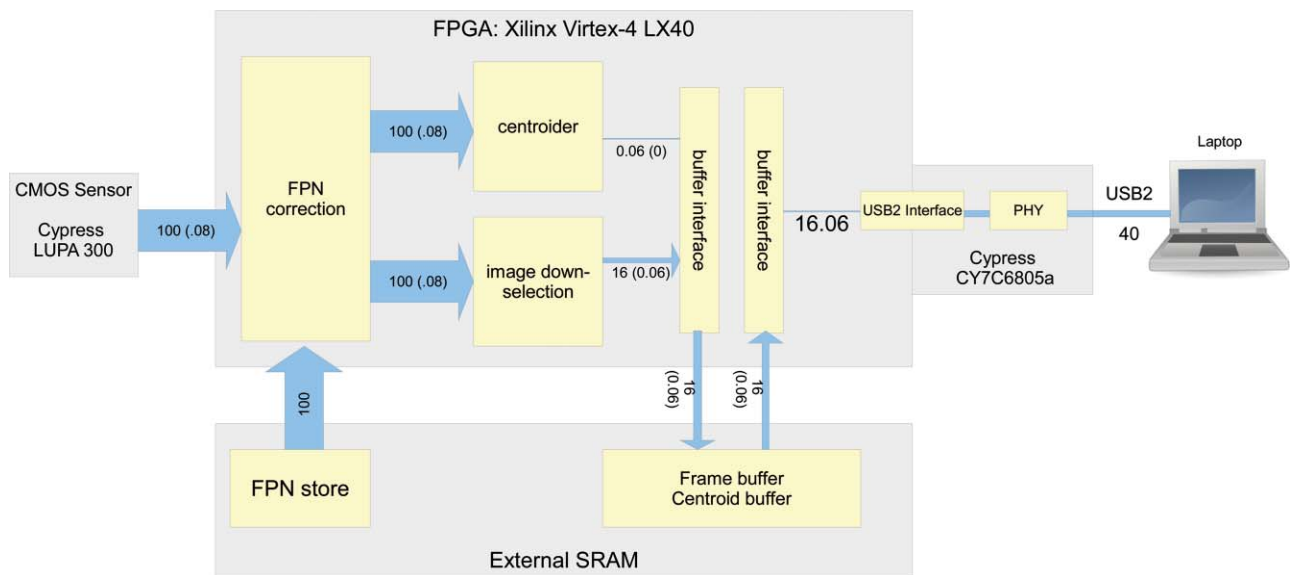 FPGA: Xilinx Virtex-4 LX40
CMOS Sensor
Cypress
LUPA 300
100 (.08)
FPN
correction
100 (.08)
100 (.08)
centroider
image down-
selection
0.06 (0)
16 (0.06)
buffer interface
buffer interface
16.06
USB2 Interface
PHY
Cypress
CY7C6805a
USB2
40
Laptop
100
16
(0.06)
16
(0.06)
FPN store
Frame buffer
Centroid buffer
External SRAM